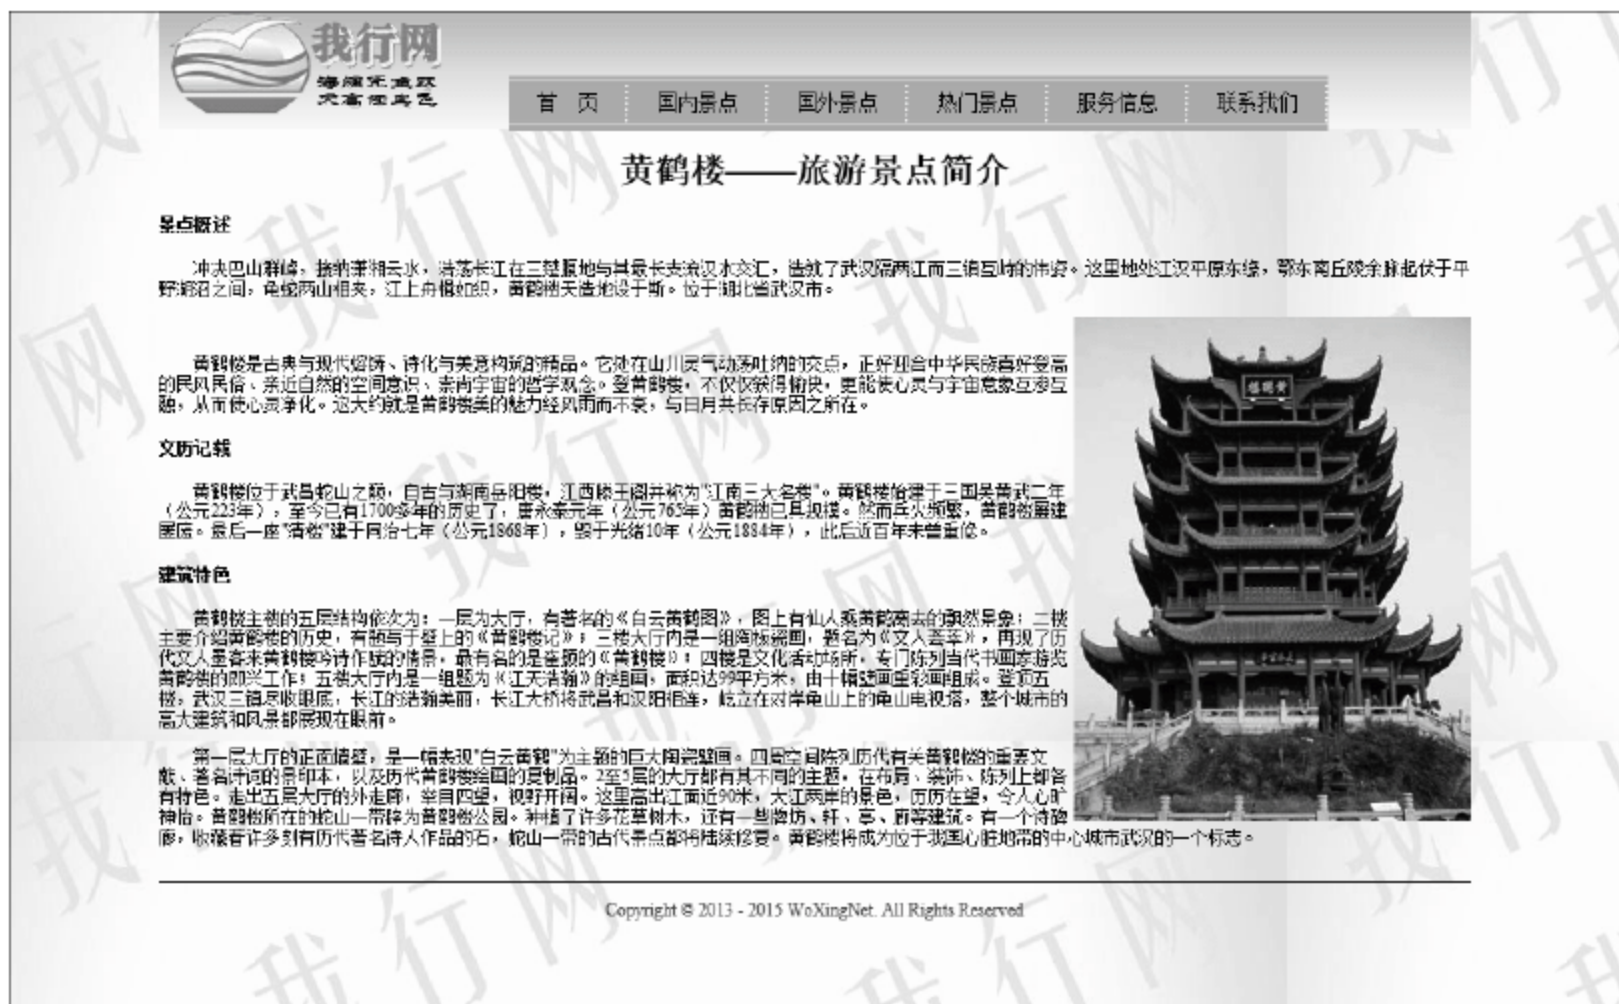 我行网
海阔凭鱼跃
天高任鸟飞
首 页 国内景点 国外景点 热门景点 服务信息 联系我们
黄鹤楼——旅游景点简介
景点概述
冲决巴山群峰，接纳潇湘云水，浩荡长江在三楚腹地与其最长支流汉水交汇，造就了武汉隔两江而三镇互峙的伟姿。这里地处江汉平原东缘，鄂东南丘陵余脉起伏于平
野湖沼之间，龟蛇两山相夹，江上舟楫如织，黄鹤楼天造地设于斯。位于湖北省武汉市。
黄鹤楼是古典与现代熔铸、诗化与美意构筑的精品。它处在山川灵气动荡吐纳的交点，正好迎合中华民族喜好登高
的民风民俗、亲近自然的空间意识、崇尚宇宙的哲学观念。登黄鹤楼，不仅仅获得愉快，更能使心灵与宇宙意象互渗互
融，从而使心灵净化。这大约就是黄鹤楼美的魅力经风雨而不衰，与日月共长存原因之所在。
文历记载
黄鹤楼位于武昌蛇山之巅，自古与湖南岳阳楼，江西滕王阁并称为"江南三大名楼"。黄鹤楼始建于三国吴黄武二年
（公元223年），至今已有1700多年的历史了，唐永泰元年（公元765年）黄鹤楼已具规模。然而兵火频繁，黄鹤楼屡建
屡废。最后一座"清楼"建于同治七年（公元1868年），毁于光绪10年（公元1884年），此后近百年未曾重修。
建筑特色
黄鹤楼主楼的五层结构依次为：一层为大厅，有著名的《白云黄鹤图》，图上有仙人乘黄鹤离去的飘然景象；二楼
主要介绍黄鹤楼的历史，有题写于壁上的《黄鹤楼记》；三楼大厅内是一组陶板瓷画，题名为《文人荟萃》，再现了历
代文人墨客来黄鹤楼吟诗作赋的情景，最有名的是崔颢的《黄鹤楼》；四楼是文化活动场所，专门陈列当代书画家游览
黄鹤楼的即兴工作；五楼大厅内是一组题为《江天浩瀚》的组画，面积达99平方米，由十幅壁画重彩画组成。登顶五
楼，武汉三镇尽收眼底，长江的浩瀚美丽，长江大桥将武昌和汉阳相连，屹立在对岸龟山上的龟山电视塔，整个城市的
高大建筑和风景都展现在眼前。
第一层大厅的正面墙壁，是一幅表现"白云黄鹤"为主题的巨大陶瓷壁画。四周空间陈列历代有关黄鹤楼的重要文
献、著名诗词的影印本，以及历代黄鹤楼绘画的复制品。2至5层的大厅都有其不同的主题，在布局、装饰、陈列上都各
有特色。走出五层大厅的外走廊，举目四望，视野开阔。这里高出江面近90米，大江两岸的景色，历历在望，令人心旷
神怡。黄鹤楼所在的蛇山一带辟为黄鹤楼公园。种植了许多花草树木，还有一些牌坊、轩、亭、廊等建筑。有一个诗碑
廊，收藏着许多刻有历代著名诗人作品的石，蛇山一带的古代景点都将陆续修复。黄鹤楼将成为位于我国心脏地带的中心城市武汉的一个标志。
Copyright © 2013 - 2015 WoXingNet. All Rights Reserved